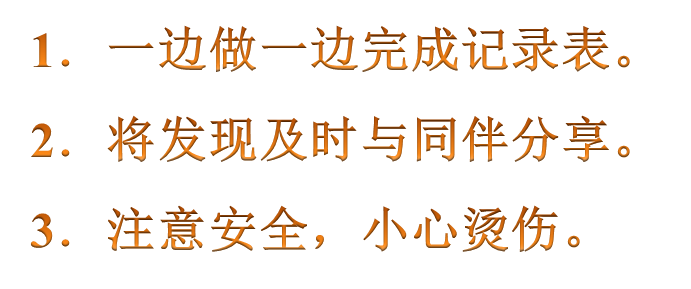 1. 一边做一边完成记录表。
2. 将发现及时与同伴分享。
3. 注意安全，小心烫伤。